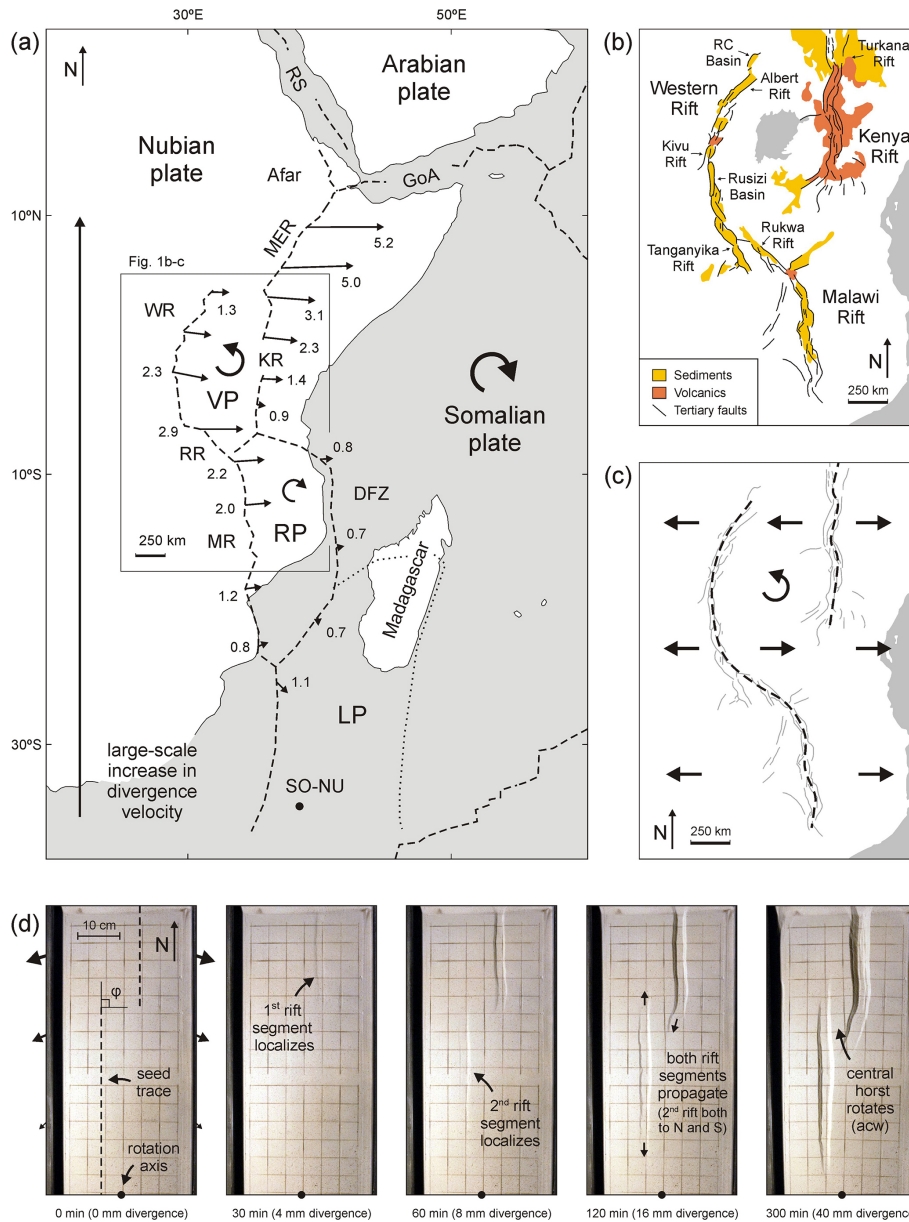 30°E
50°E
(a)
N
RS
Arabian
plate
Nubian
plate
Afar
GoA
10°N
MER
5.2
5.0
Fig. 1b-c
WR
1.3
3.1
2.3
KR
2.3
1.4
VP
Somalian
plate
0.9
2.9
0.8
RR
2.2
10°S
DFZ
2.0
RP
250 km
MR
0.7
Madagascar
1.2
0.7
0.8
1.1
LP
30°S
large-scale
increase in
divergence
velocity
SO-NU
(b)
RC
Basin
Turkana
Rift
Albert
Rift
Western
Rift
Kivu
Rift
Kenya
Rift
Rusizi
Basin
Rukwa
Rift
Tanganyika
Rift
Malawi
Rift
N
Sediments
Volcanics
Tertiary faults
250 km
(c)
N
250 km
(d)
10 cm
N
φ
seed
trace
rotation
axis
0 min (0 mm divergence)
1st rift
segment
localizes
30 min (4 mm divergence)
2nd rift
segment
localizes
60 min (8 mm divergence)
both rift
segments
propagate
(2nd rift both
to N and S)
120 min (16 mm divergence)
central
horst
rotates
(acw)
300 min (40 mm divergence)